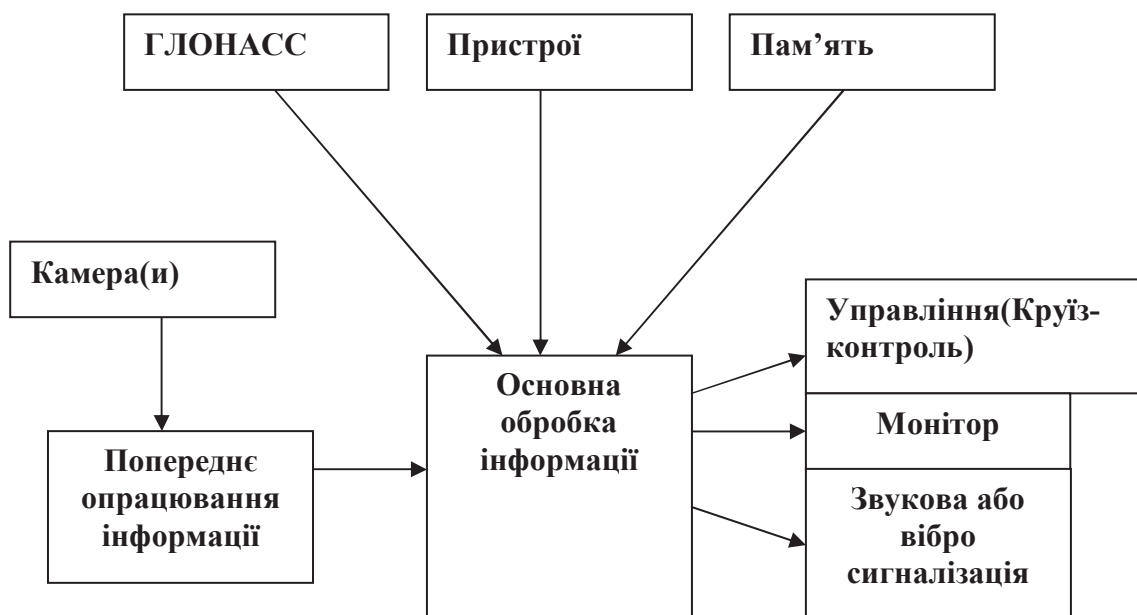 ГЛОНАСС
Пристрої
Пам’ять
Камера(и)
Управління(Круїз-
контроль)
Основна
обробка
інформації
Монітор
Попереднє
опрацювання
інформації
Звукова або
вібро
сигналізація